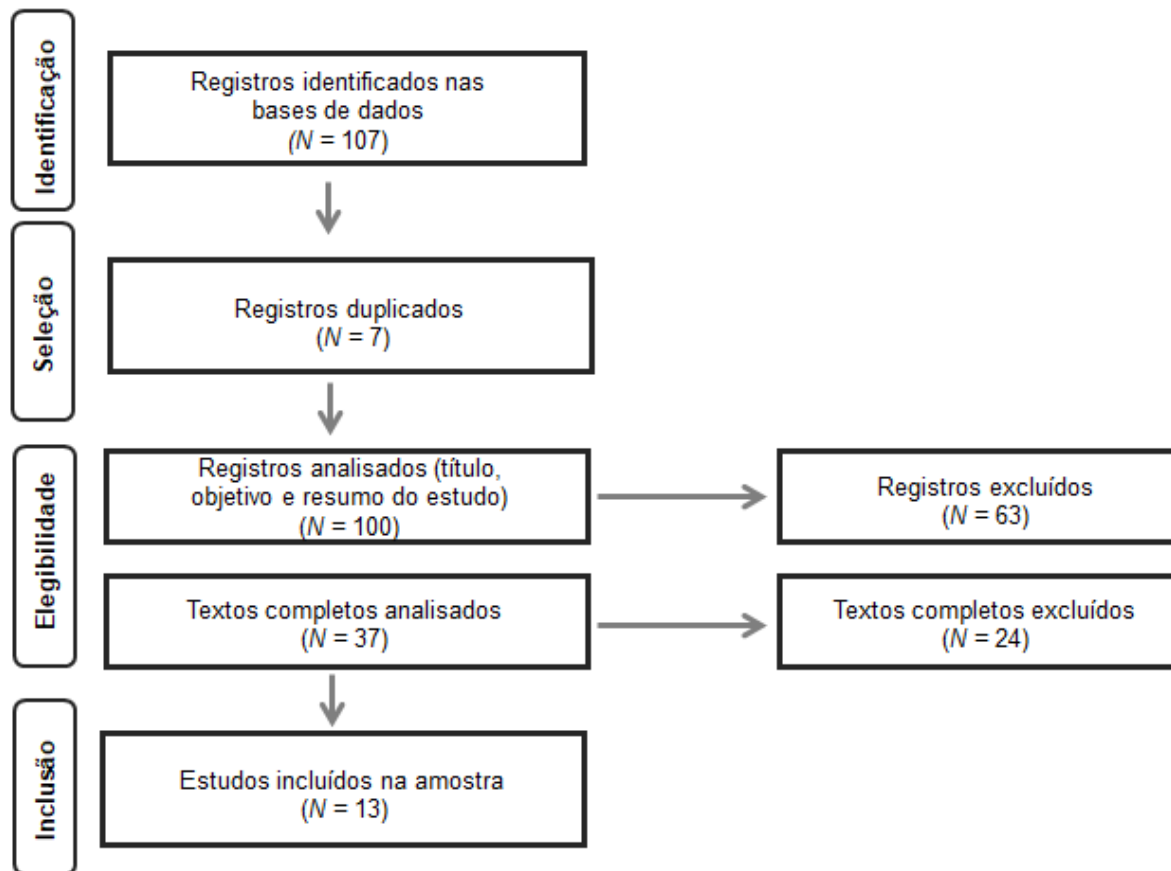 Identificação
Registros identificados nas
bases de dados
(N = 107)
Seleção
Registros duplicados
(N = 7)
Elegibilidade
Registros analisados (título,
objetivo e resumo do estudo)
(N = 100)
Registros excluídos
(N = 63)
Textos completos analisados
(N = 37)
Textos completos excluídos
(N = 24)
Inclusão
Estudos incluídos na amostra
(N = 13)